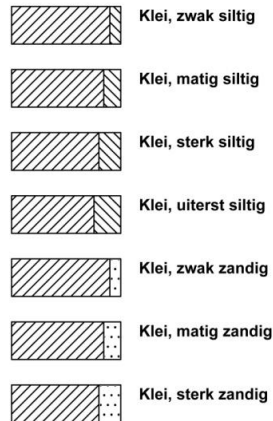 Klei, zwak siltig
Klei, matig siltig
Klei, sterk siltig
Klei, uiterst siltig
Klei, zwak zandig
Klei, matig zandig
Klei, sterk zandig